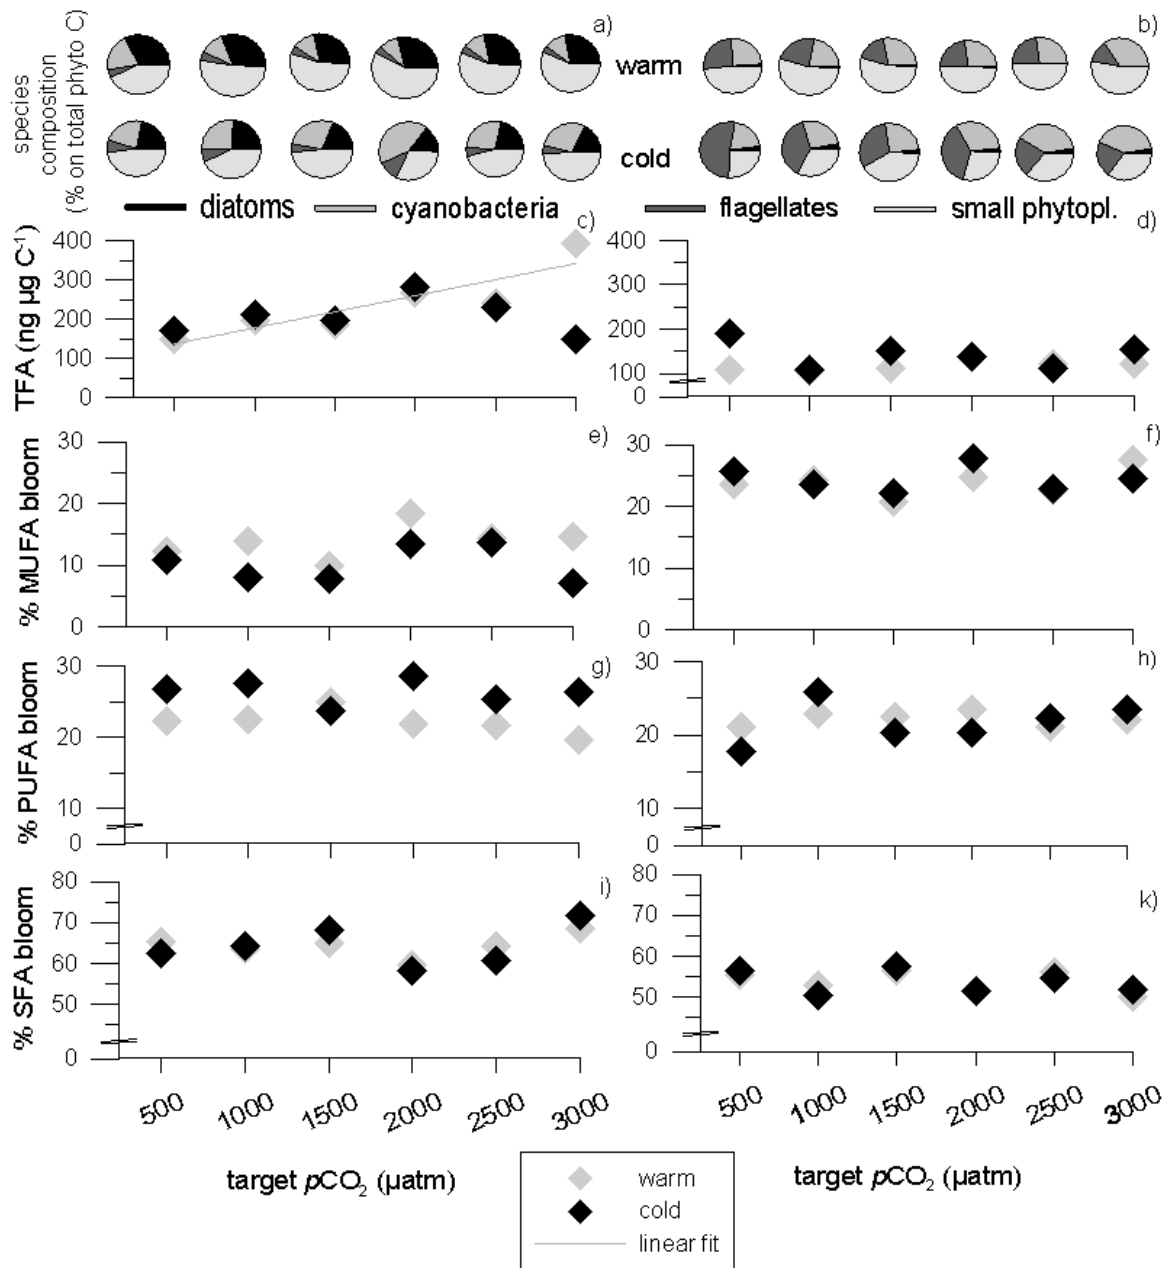 species
composition
(% on total phyto C)
a)
b)
warm
cold
diatoms
cyanobacteria
flagellates
small phytopl.
TFA (ng µg C⁻¹)
c)
400
300
200
100
0
d)
400
200
100
0
% MUFA bloom
e)
30
20
10
0
f)
30
20
10
0
% PUFA bloom
g)
30
20
10
0
h)
30
20
10
0
% SFA bloom
i)
80
70
60
50
0
k)
80
70
60
50
0
500 1000 1500 2000 2500 3000
500 1000 1500 2000 2500 3000
target pCO₂ (µatm)
target pCO₂ (µatm)
warm
cold
linear fit